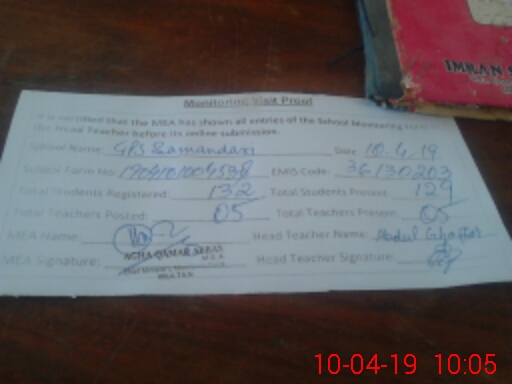 IMRAN
Monitoring Visit Proof
It is certified that the MEA has shown all entries of the School Monitoring Form to
the Head Teacher before its online submission.
School Name: GPS Samandari Date 10.4.19
School Form No: EMIS Code: 36130203
Total Students Registered: 132 Total Students Present: 129
Total Teachers Posted: 05 Total Teachers Present: 05
MEA Name: Head Teacher Name: Abdul Ghaffar
AGHA QAMAR
M.E.A
MEA Signature: Head Teacher Signature:
10-04-19 10:05